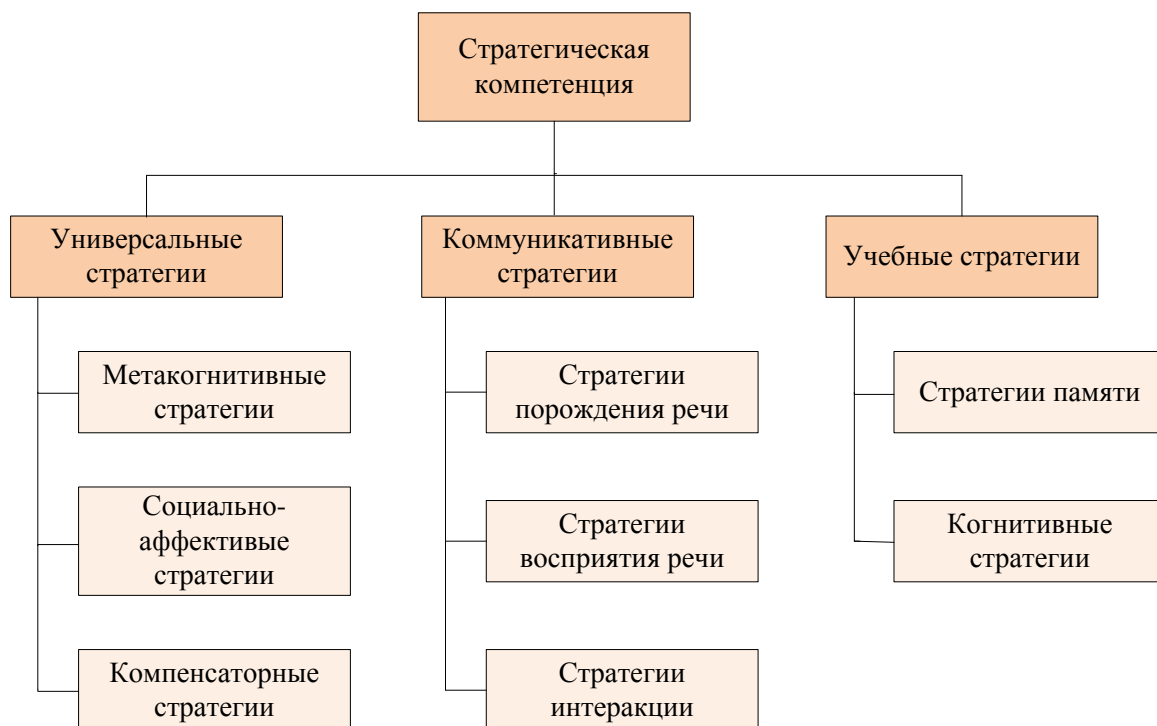 Стратегическая
компетенция
Универсальные
стратегии
Коммуникативные
стратегии
Учебные стратегии
Метакогнитивные
стратегии
Стратегии
порождения речи
Стратегии памяти
Социально-
аффективые
стратегии
Стратегии
восприятия речи
Когнитивные
стратегии
Компенсаторные
стратегии
Стратегии
интеракции